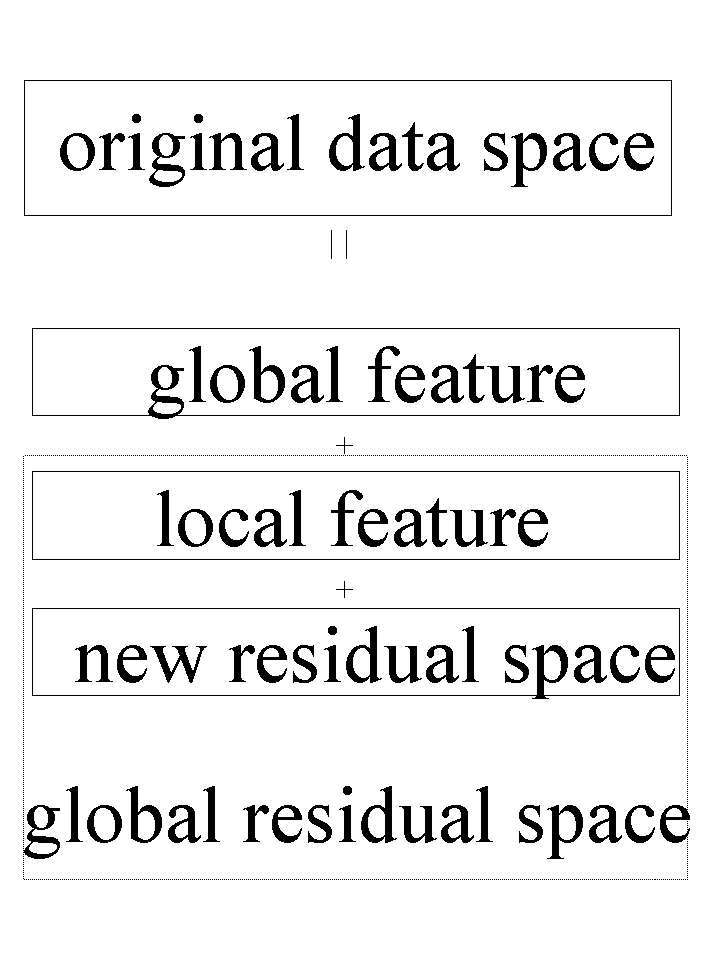 original data space
||
global feature
+
local feature
+
new residual space
global residual space